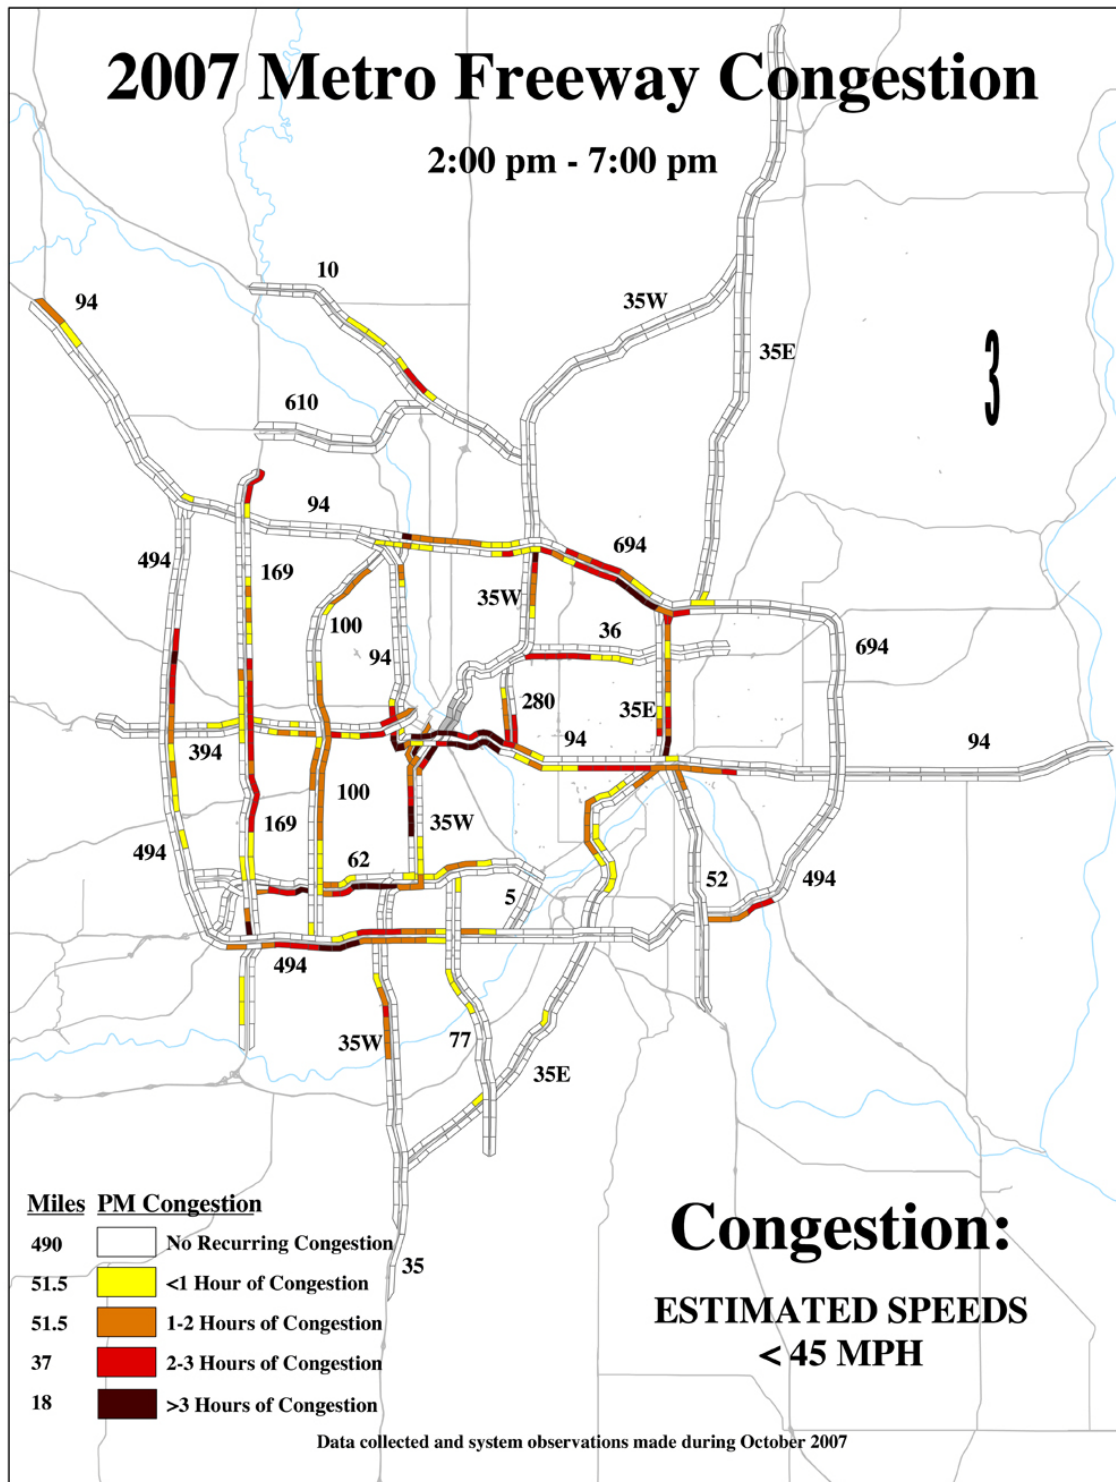 2007 Metro Freeway Congestion
2:00 pm - 7:00 pm
10
94
35W
35E
3
610
94
494
169
694
35W
100
36
94
694
280
35E
94
394
94
100
169
35W
494
62
52
494
5
494
35W
77
35E
35
Miles PM Congestion
490 No Recurring Congestion
51.5 <1 Hour of Congestion
51.5 1-2 Hours of Congestion
37 2-3 Hours of Congestion
18 >3 Hours of Congestion
Congestion:
ESTIMATED SPEEDS
< 45 MPH
Data collected and system observations made during October 2007